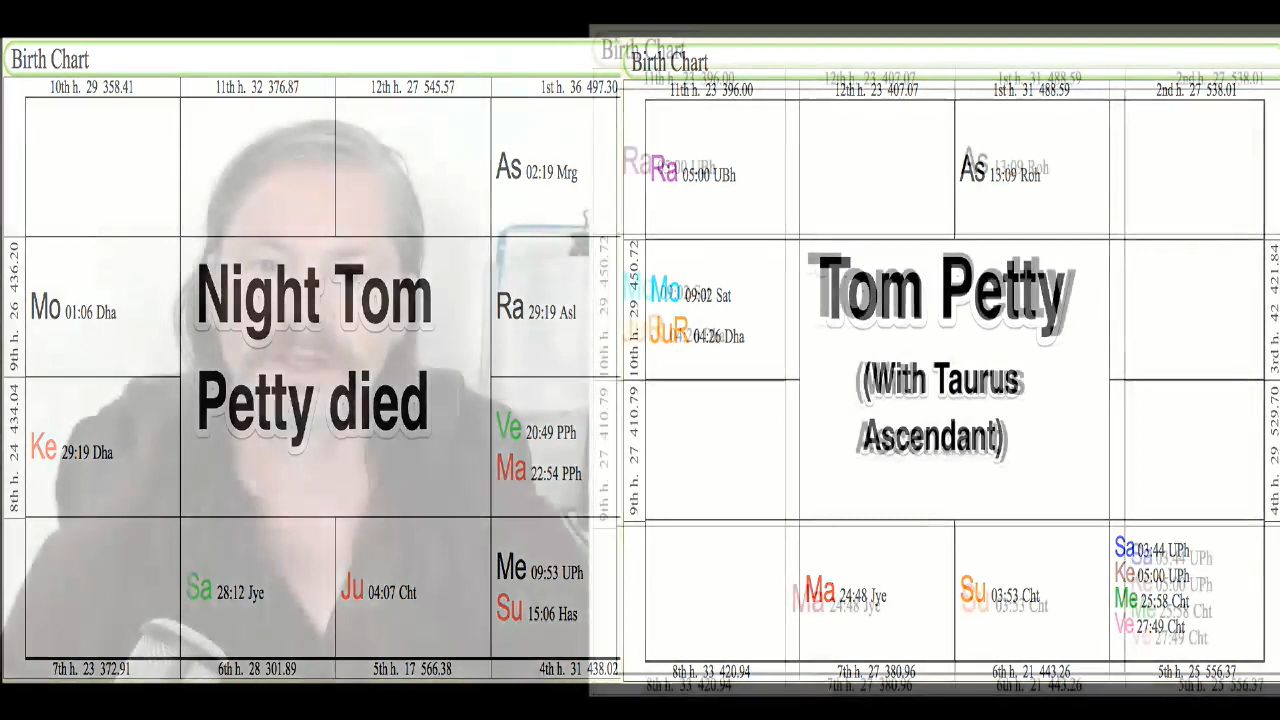 Birth Chart
10th h. 29 358.41
11th h. 32 376.87
12th h. 27 545.57
1st h. 36 497.30
As 02:19 Mrg
9th h. 26 436.20
Mo 01:06 Dha
Night Tom
Petty died
Ra 29:19 Asl
8th h. 24 434.04
Ke 29:19 Dha
Ve 20:49 PPh
Ma 22:54 PPh
Sa 28:12 Jye
Ju 04:07 Cht
Me 09:53 UPh
Su 15:06 Has
7th h. 23 372.91
6th h. 28 301.89
5th h. 17 566.38
4th h. 31 438.02
Birth Chart
11th h. 23 396.00
12th h. 23 407.07
1st h. 31 488.59
2nd h. 27 538.01
Ra 05:00 UBh
As 13:09 Roh
10th h. 29 450.72
Mo 09:02 Sat
JuR 04:26 Dha
Tom Petty
(With Taurus
Ascendant)
3rd h. 42 421.84
9th h. 27 410.79
4th h. 29 529.70
Ma 24:48 Jye
Su 03:53 Cht
Sa 03:44 UPh
Ke 05:00 UPh
Me 25:58 Cht
Ve 27:49 Cht
8th h. 33 420.94
7th h. 27 380.96
6th h. 21 443.26
5th h. 25 556.37